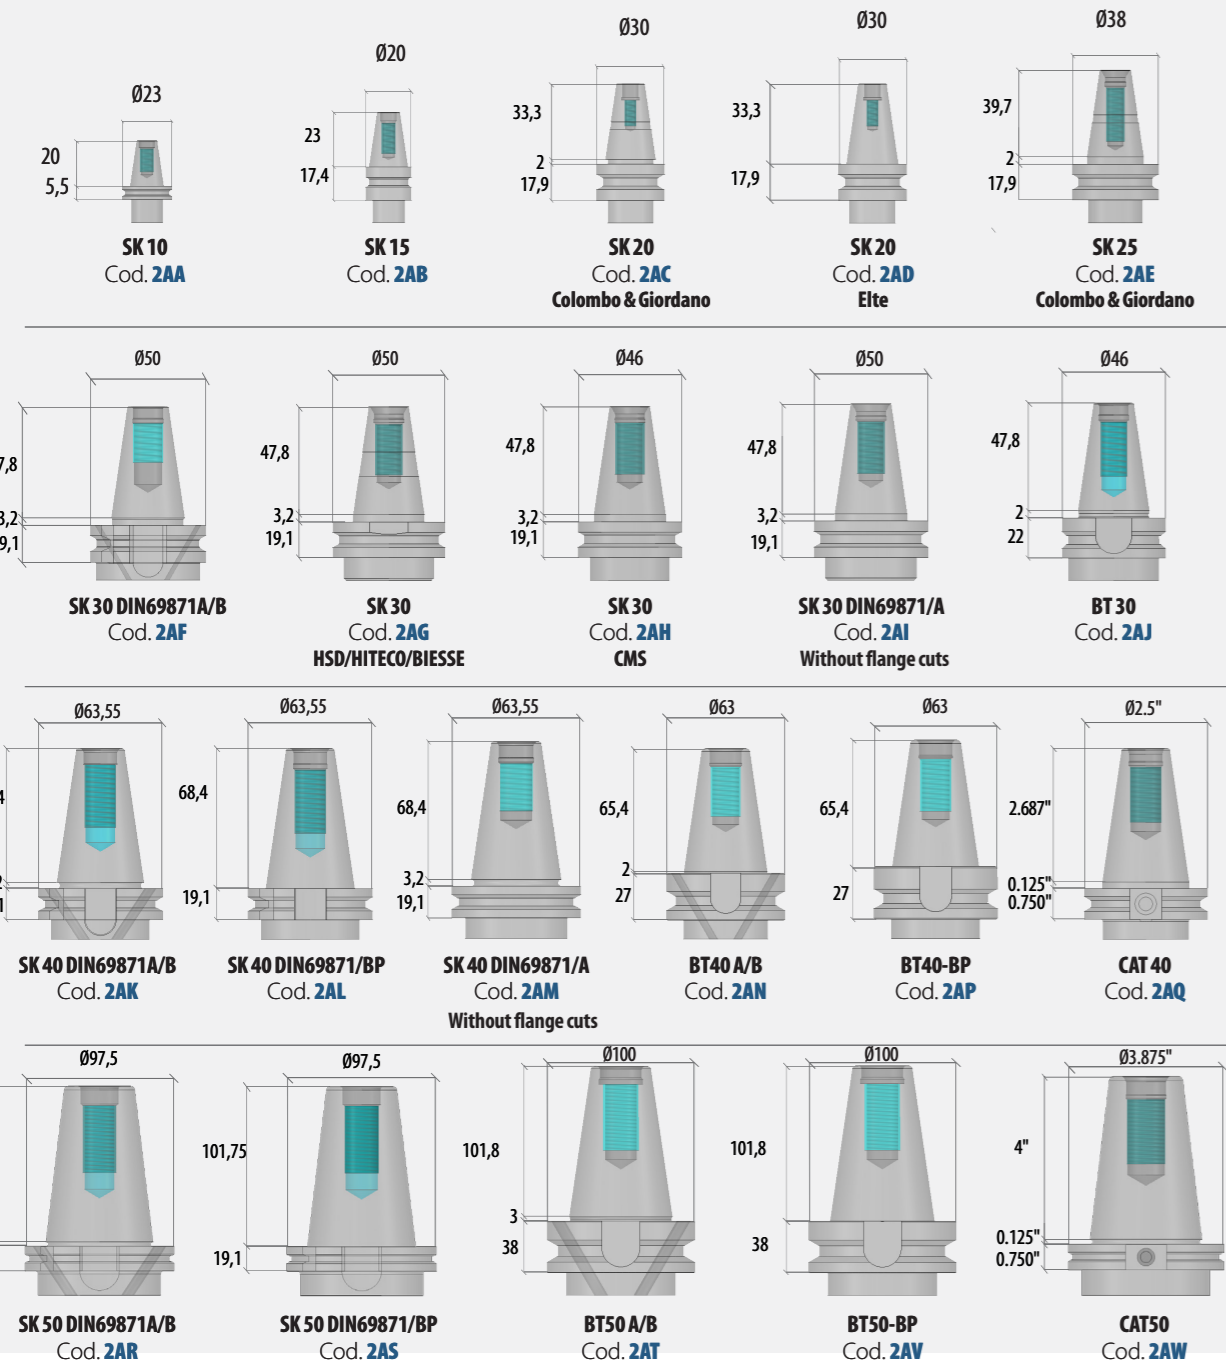 Ø23
20
5,5
SK 10
Cod. 2AA
Ø20
23
17,4
SK 15
Cod. 2AB
Ø30
33,3
2
17,9
SK 20
Cod. 2AC
Colombo & Giordano
Ø30
33,3
17,9
SK 20
Cod. 2AD
Elte
Ø38
39,7
2
17,9
SK 25
Cod. 2AE
Colombo & Giordano
Ø50
7,8
3,2
9,1
SK 30 DIN69871A/B
Cod. 2AF
Ø50
47,8
3,2
19,1
SK 30
Cod. 2AG
HSD/HITECO/BIESSE
Ø46
47,8
3,2
19,1
SK 30
Cod. 2AH
CMS
Ø50
47,8
3,2
19,1
SK 30 DIN69871/A
Cod. 2AI
Without flange cuts
Ø46
47,8
2
22
BT 30
Cod. 2AJ
Ø63,55
4
2
1
SK 40 DIN69871A/B
Cod. 2AK
Ø63,55
68,4
19,1
SK 40 DIN69871/BP
Cod. 2AL
Ø63,55
68,4
3,2
19,1
SK 40 DIN69871/A
Cod. 2AM
Without flange cuts
Ø63
65,4
2
27
BT40 A/B
Cod. 2AN
Ø63
65,4
27
BT40-BP
Cod. 2AP
Ø2.5"
2.687"
0.125"
0.750"
CAT 40
Cod. 2AQ
Ø97,5
SK 50 DIN69871A/B
Cod. 2AR
Ø97,5
101,75
19,1
SK 50 DIN69871/BP
Cod. 2AS
Ø100
101,8
3
38
BT50 A/B
Cod. 2AT
Ø100
101,8
38
BT50-BP
Cod. 2AV
Ø3.875"
4"
0.125"
0.750"
CAT50
Cod. 2AW